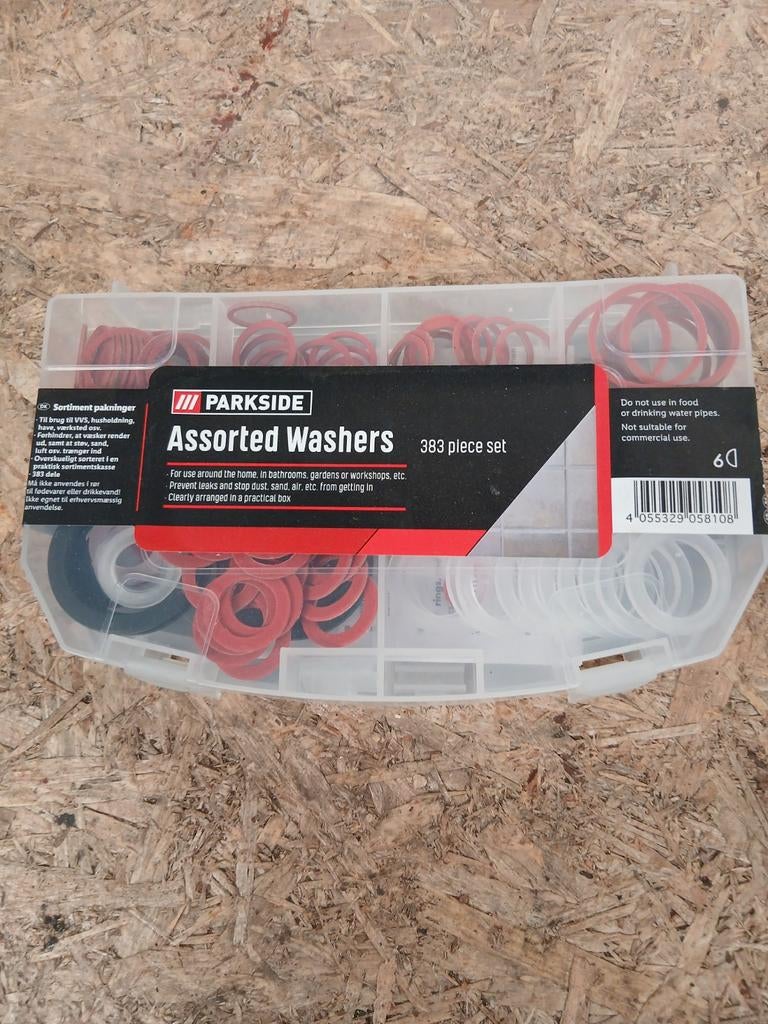 DK Sortiment pakninger
· Til brug til VVS, husholdning,
have, værksted osv.
· Forhindrer, at væsker render
ud, samt at støv, sand,
luft osv. trænger ind
· Overskueligt sorteret i en
praktisk sortimentskasse
· 383 dele
Må ikke anvendes i rør
til fødevarer eller drikkevand!
Ikke egnet til erhvervsmæssig
anvendelse.
PARKSIDE
Assorted Washers
383 piece set
· For use around the home, in bathrooms, gardens or workshops, etc.
· Prevent leaks and stop dust, sand, air, etc. from getting in
· Clearly arranged in a practical box
Do not use in food
or drinking water pipes.
Not suitable for
commercial use.
6
4 055329 058108
rings,